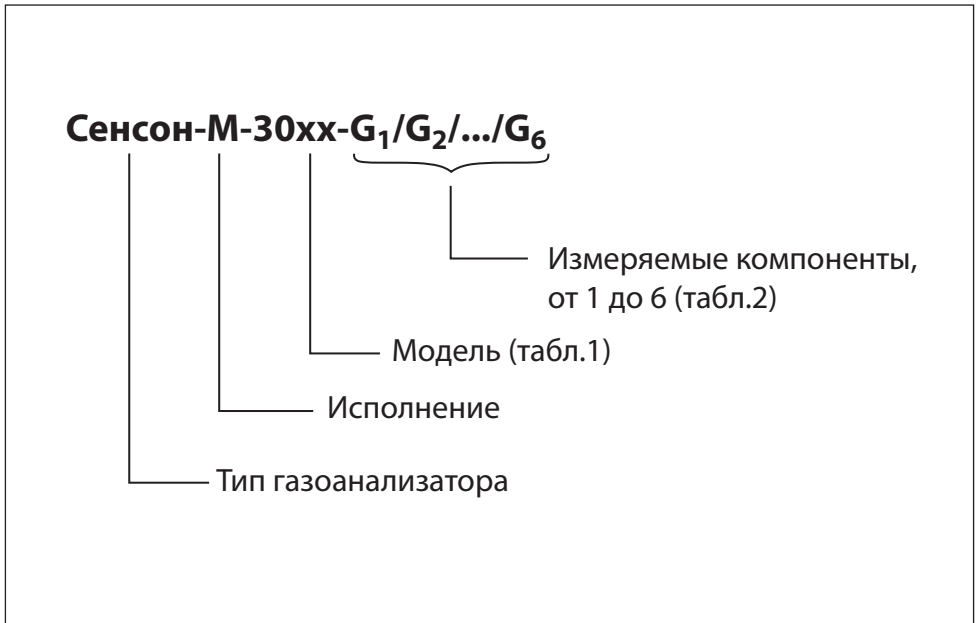 Сенсон-М-30xx-G₁/G₂/.../G₆
Измеряемые компоненты,
от 1 до 6 (табл.2)
Модель (табл.1)
Исполнение
Тип газоанализатора